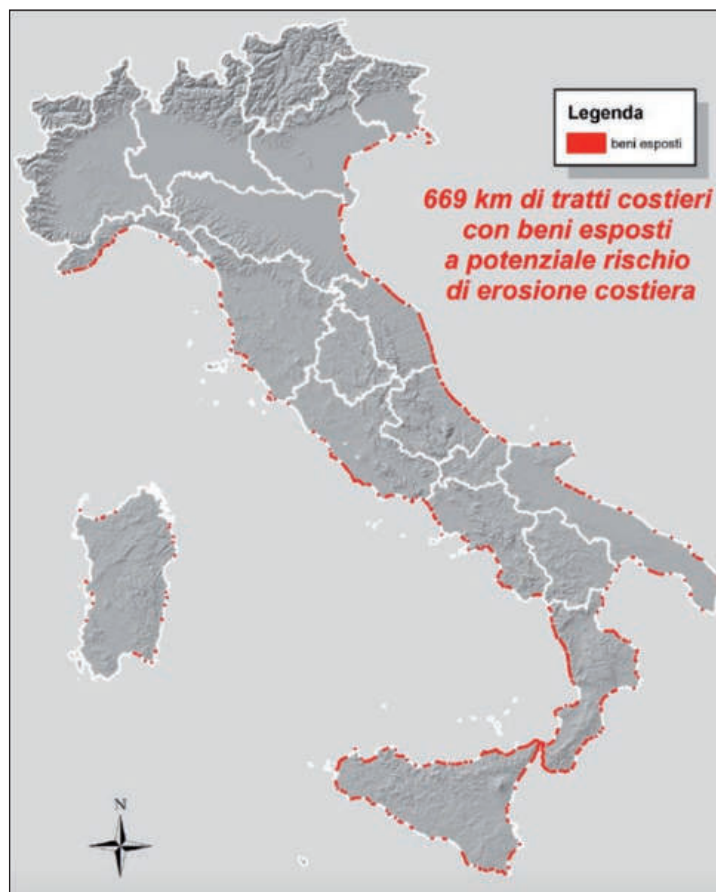 Legenda
beni esposti
669 km di tratti costieri
con beni esposti
a potenziale rischio
di erosione costiera
N